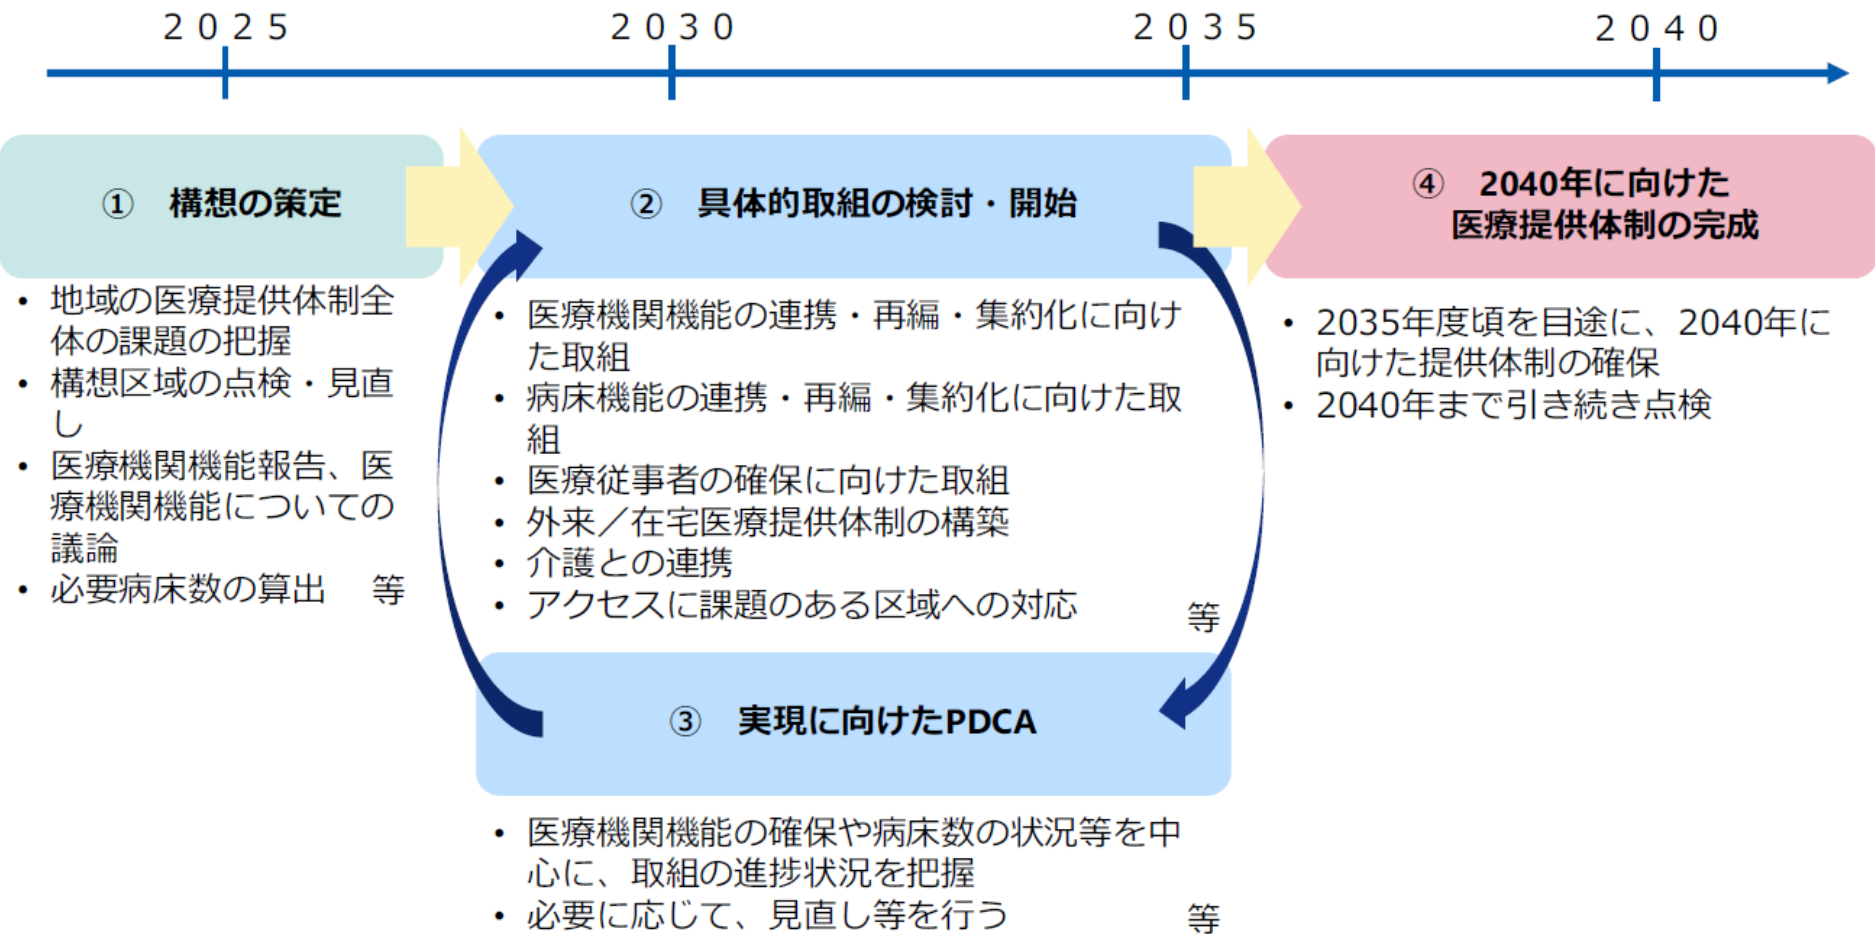 ２０２５
２０３０
２０３５
２０４０
① 構想の策定
• 地域の医療提供体制全
体の課題の把握
• 構想区域の点検・見直
し
• 医療機関機能報告、医
療機関機能についての
議論
• 必要病床数の算出 等
② 具体的取組の検討・開始
• 医療機関機能の連携・再編・集約化に向け
た取組
• 病床機能の連携・再編・集約化に向けた取
組
• 医療従事者の確保に向けた取組
• 外来／在宅医療提供体制の構築
• 介護との連携
• アクセスに課題のある区域への対応 等
③ 実現に向けたPDCA
• 医療機関機能の確保や病床数の状況等を中
心に、取組の進捗状況を把握
• 必要に応じて、見直し等を行う 等
④ 2040年に向けた
医療提供体制の完成
• 2035年度頃を目途に、2040年に
向けた提供体制の確保
• 2040年まで引き続き点検